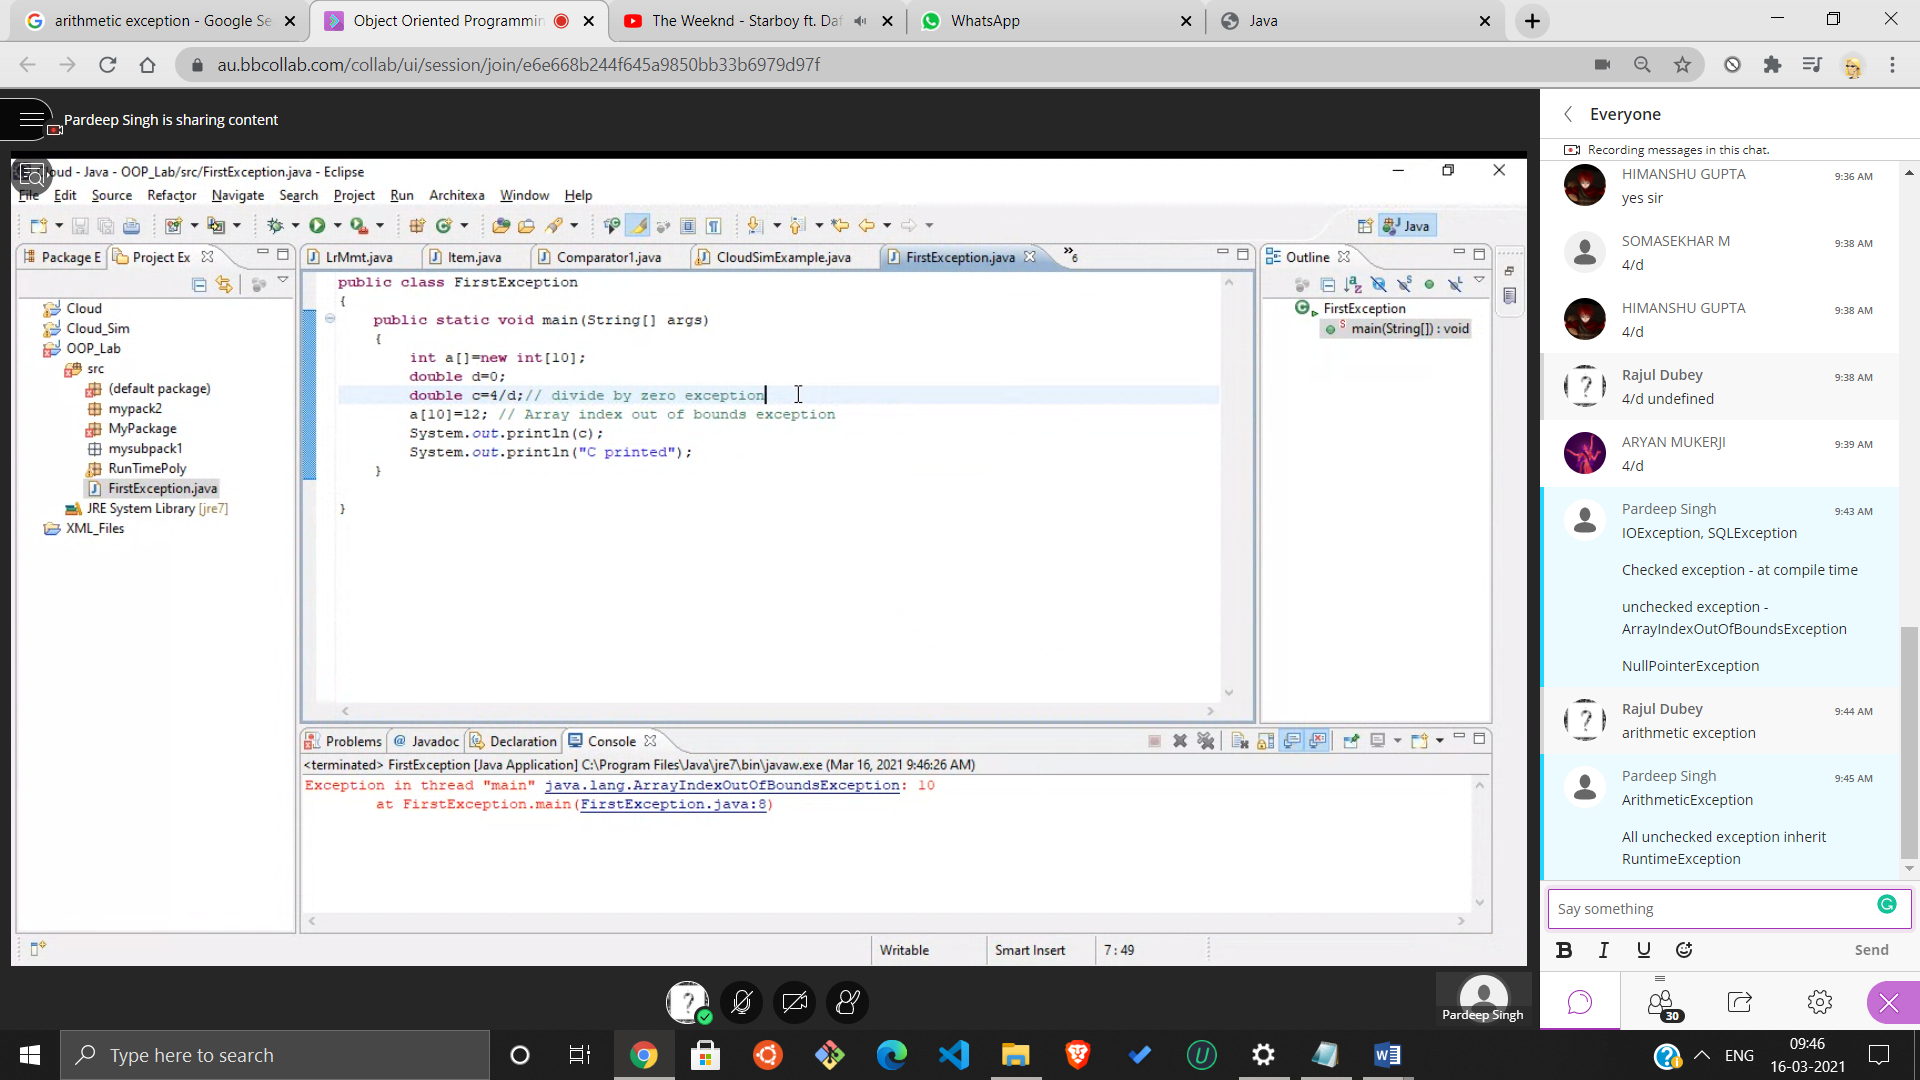 arithmetic exception - Google Se
Object Oriented Programmin
The Weeknd - Starboy ft. Daf
WhatsApp
Java
au.bbcollab.com/collab/ui/session/join/e6e668b244f645a9850bb33b6979d97f
Pardeep Singh is sharing content
oud - Java - OOP_Lab/src/FirstException.java - Eclipse
File Edit Source Refactor Navigate Search Project Run Architexa Window Help
Java
Package E
Project Ex
LrMmt.java
Item.java
Comparator1.java
CloudSimExample.java
FirstException.java
»6
Outline
Cloud
Cloud_Sim
OOP_Lab
src
(default package)
mypack2
MyPackage
mysubpack1
RunTimePoly
FirstException.java
JRE System Library [jre7]
XML_Files
public class FirstException
{
public static void main(String[] args)
{
int a[]=new int[10];
double d=0;
double c=4/d;// divide by zero exception
a[10]=12; // Array index out of bounds exception
System.out.println(c);
System.out.println("C printed");
}
}
FirstException
main(String[]) : void
Problems
@ Javadoc
Declaration
Console
<terminated> FirstException [Java Application] C:\Program Files\Java\jre7\bin\javaw.exe (Mar 16, 2021 9:46:26 AM)
Exception in thread "main" java.lang.ArrayIndexOutOfBoundsException: 10
at FirstException.main(FirstException.java:8)
Writable
Smart Insert
7 : 49
Everyone
Recording messages in this chat.
HIMANSHU GUPTA 9:36 AM
yes sir
SOMASEKHAR M 9:38 AM
4/d
HIMANSHU GUPTA 9:38 AM
4/d
Rajul Dubey 9:38 AM
4/d undefined
ARYAN MUKERJI 9:39 AM
4/d
Pardeep Singh 9:43 AM
IOException, SQLException
Checked exception - at compile time
unchecked exception -
ArrayIndexOutOfBoundsException
NullPointerException
Rajul Dubey 9:44 AM
arithmetic exception
Pardeep Singh 9:45 AM
ArithmeticException
All unchecked exception inherit
RuntimeException
Say something
B I U
Send
30
Pardeep Singh
Type here to search
ENG
09:46
16-03-2021